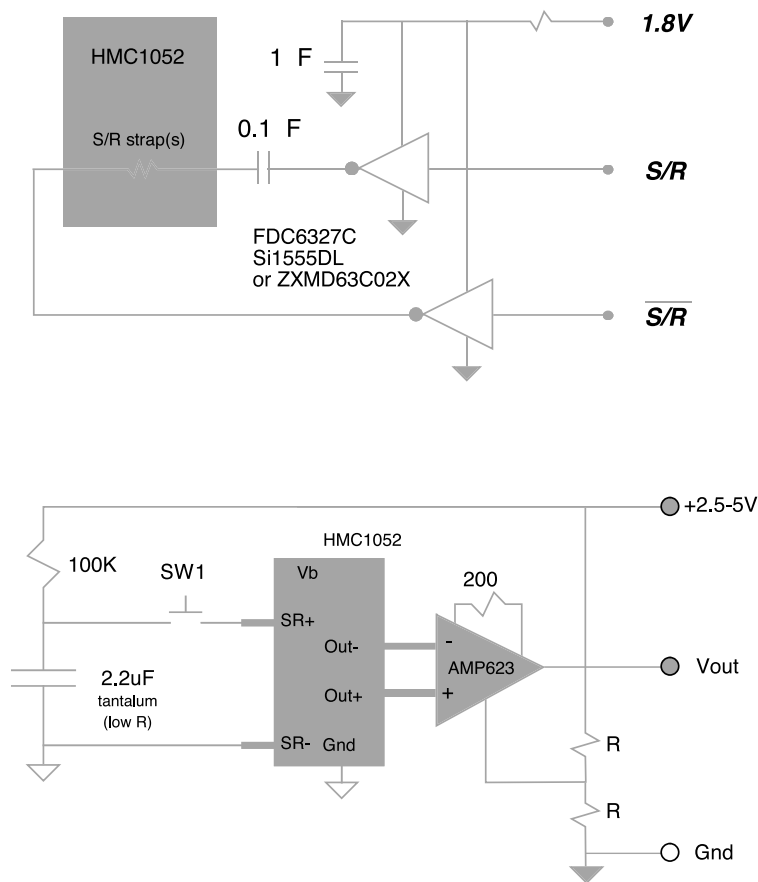 1.8V
HMC1052
1 F
0.1 F
S/R strap(s)
S/R
FDC6327C
Si1555DL
or ZXMD63C02X
S/R
+2.5-5V
HMC1052
100K
SW1
Vb
200
SR+
Out-
-
AMP623
Vout
2.2uF
tantalum
(low R)
Out+
+
SR-
Gnd
R
R
Gnd